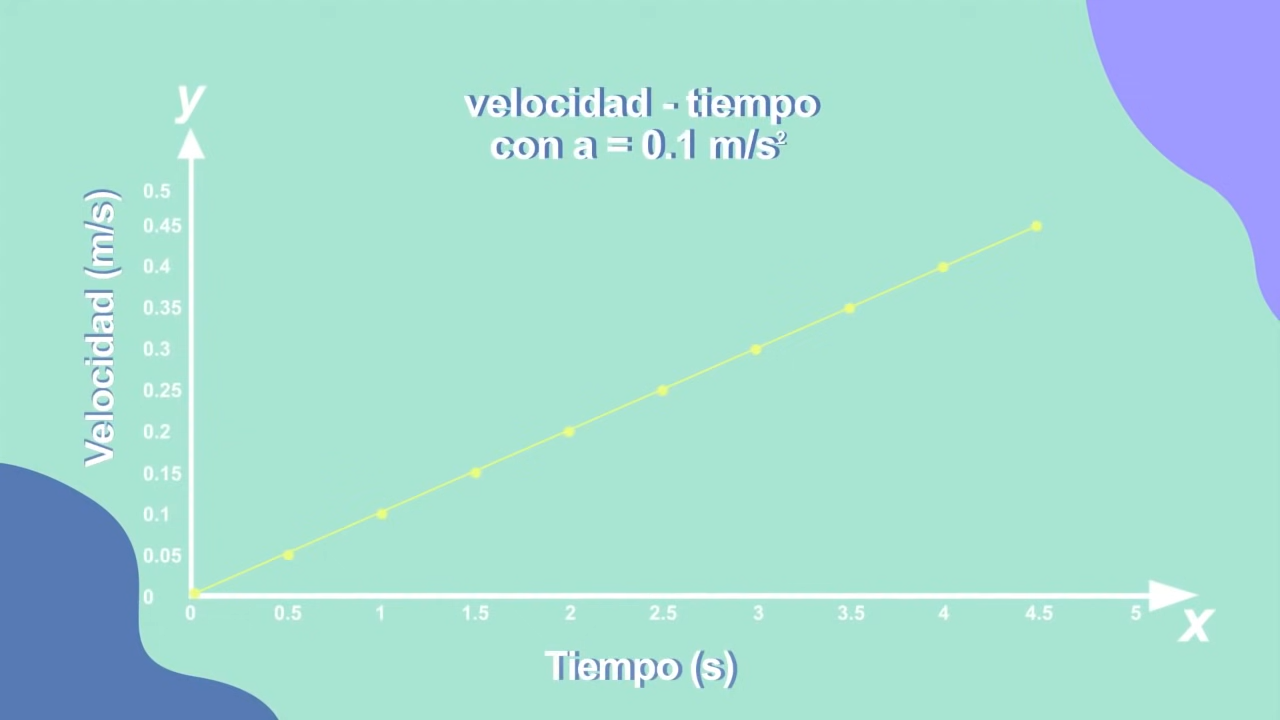 velocidad - tiempo
con a = 0.1 m/s²
y
Velocidad (m/s)
0.5
0.45
0.4
0.35
0.3
0.25
0.2
0.15
0.1
0.05
0
0 0.5 1 1.5 2 2.5 3 3.5 4 4.5 5
x
Tiempo (s)